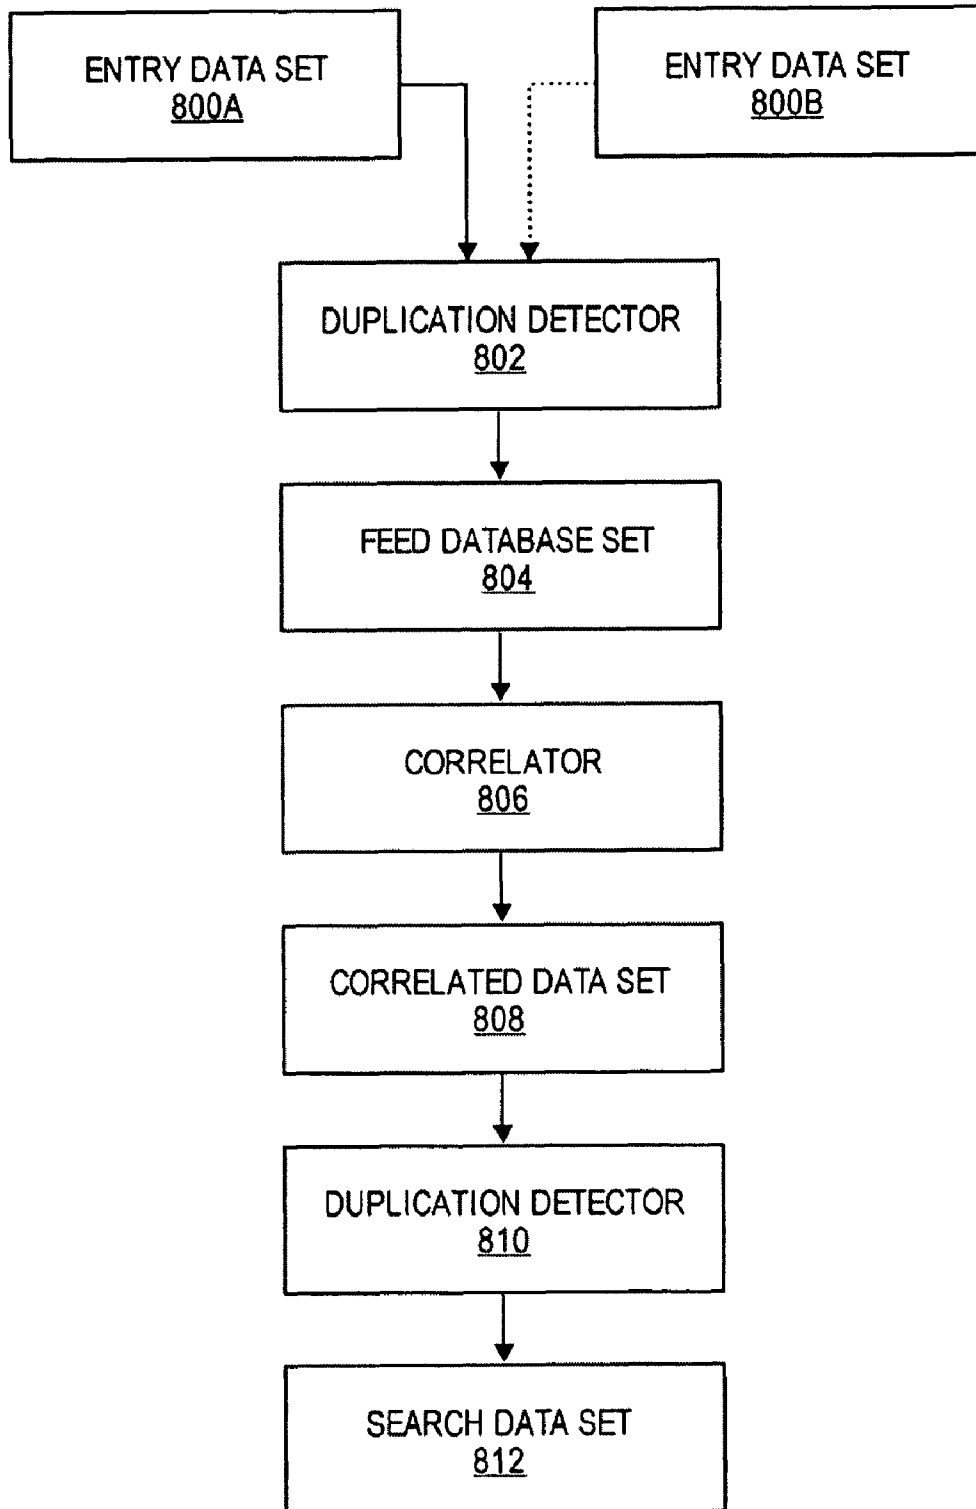 ENTRY DATA SET
800A
ENTRY DATA SET
800B
DUPLICATION DETECTOR
802
FEED DATABASE SET
804
CORRELATOR
806
CORRELATED DATA SET
808
DUPLICATION DETECTOR
810
SEARCH DATA SET
812